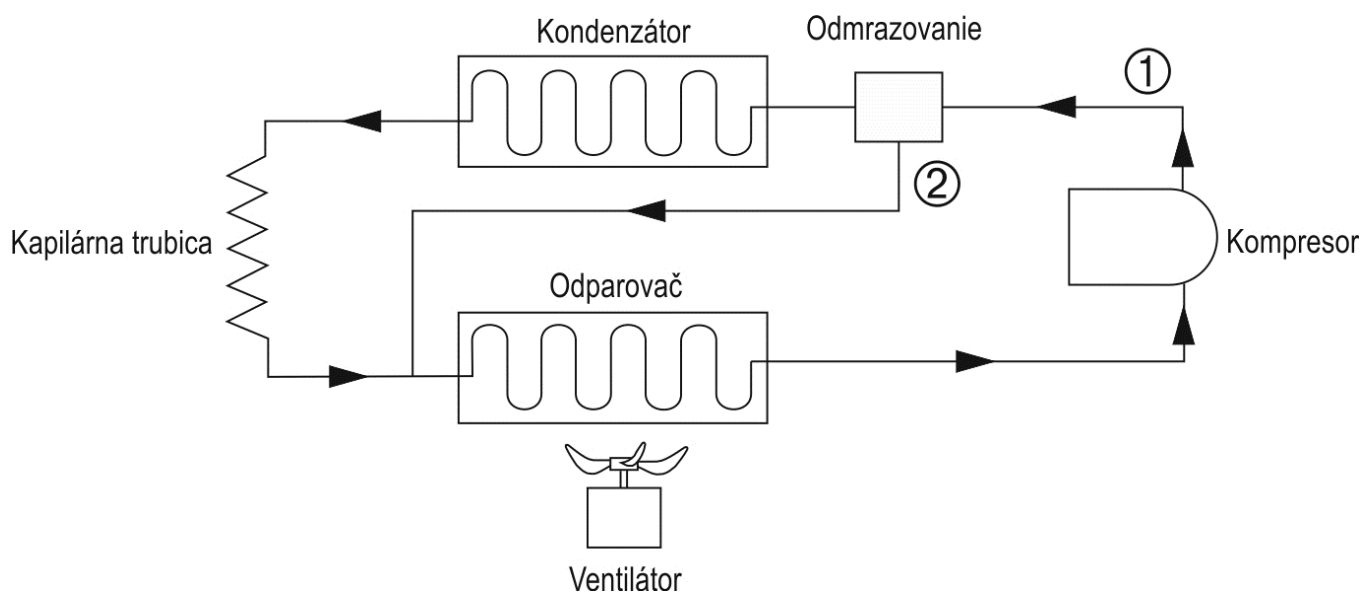 Kondenzátor
Odmrazovanie
①
②
Kapilárna trubica
Kompresor
Odparovač
Ventilátor